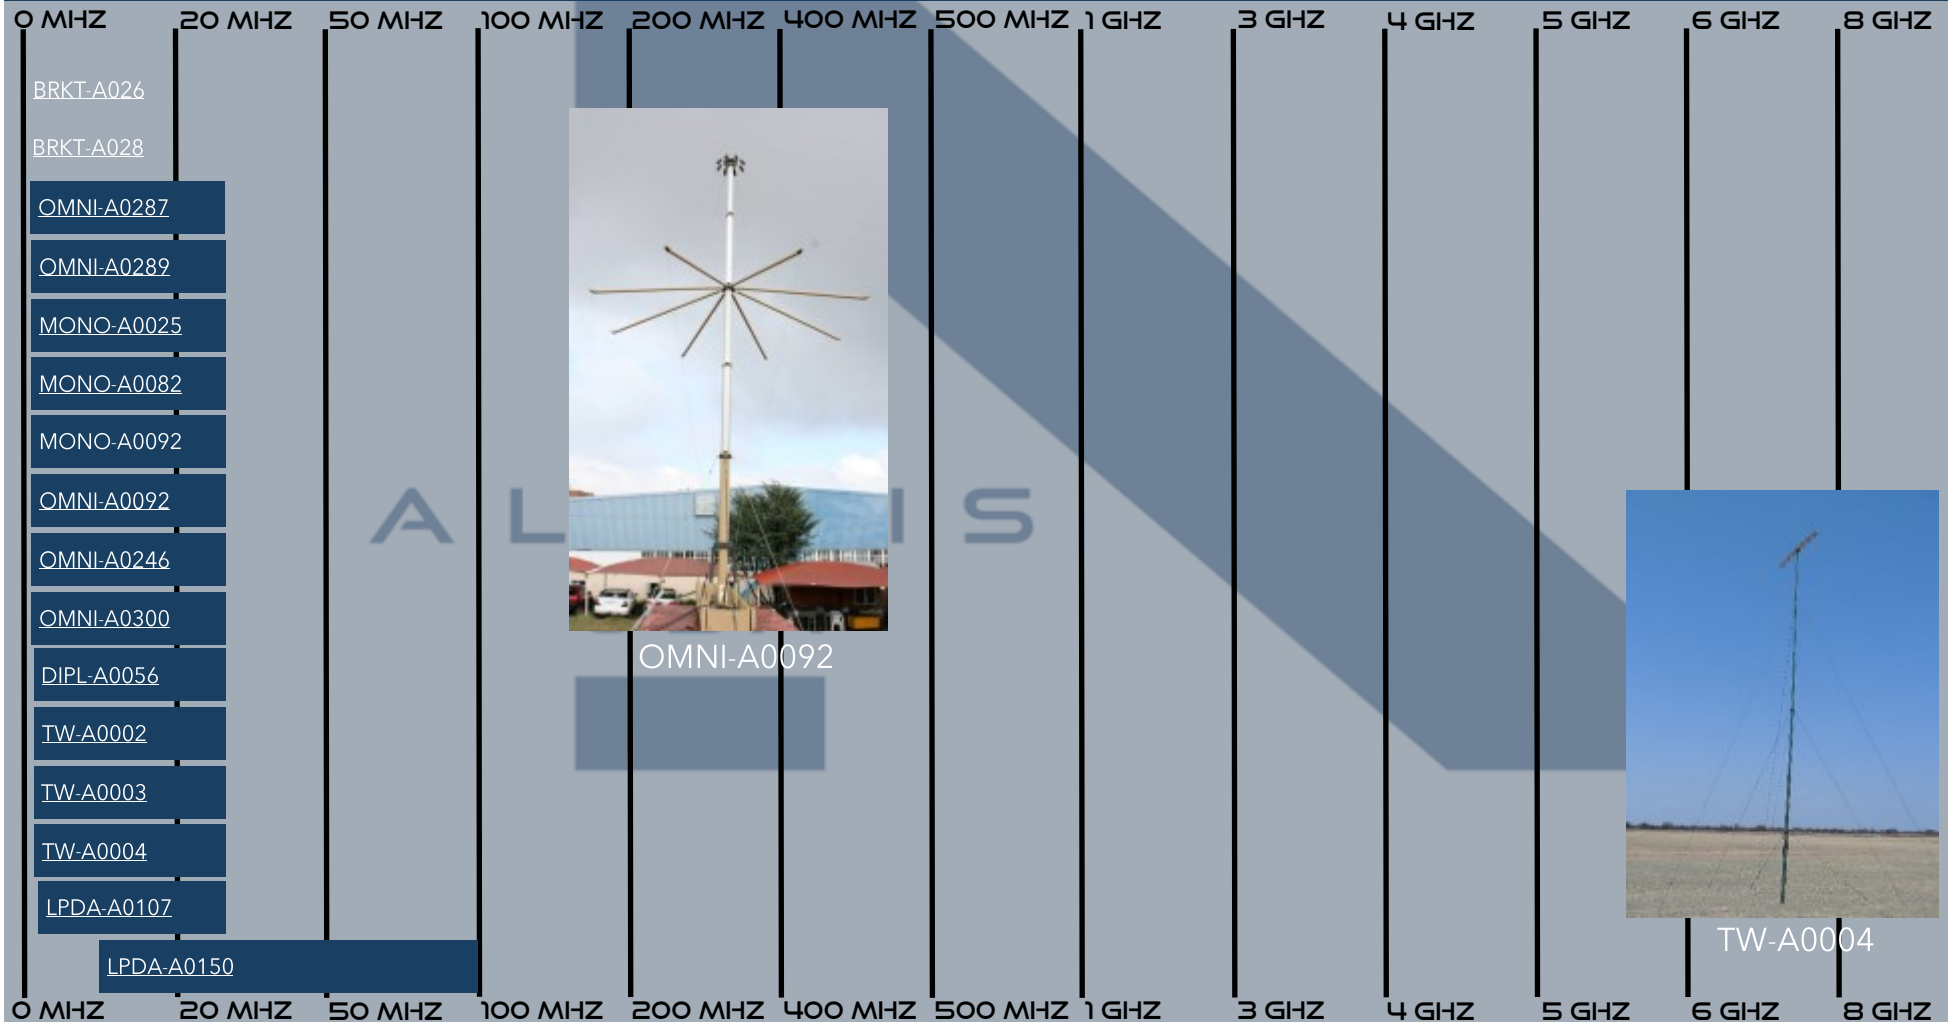 0 MHZ 20 MHZ 50 MHZ 100 MHZ 200 MHZ 400 MHZ 500 MHZ 1 GHZ 3 GHZ 4 GHZ 5 GHZ 6 GHZ 8 GHZ
BRKT-A026
BRKT-A028
OMNI-A0287
OMNI-A0289
MONO-A0025
MONO-A0082
MONO-A0092
OMNI-A0092
OMNI-A0246
OMNI-A0300
OMNI-A0092
DIPL-A0056
TW-A0002
TW-A0003
TW-A0004
LPDA-A0107
TW-A0004
LPDA-A0150
0 MHZ 20 MHZ 50 MHZ 100 MHZ 200 MHZ 400 MHZ 500 MHZ 1 GHZ 3 GHZ 4 GHZ 5 GHZ 6 GHZ 8 GHZ